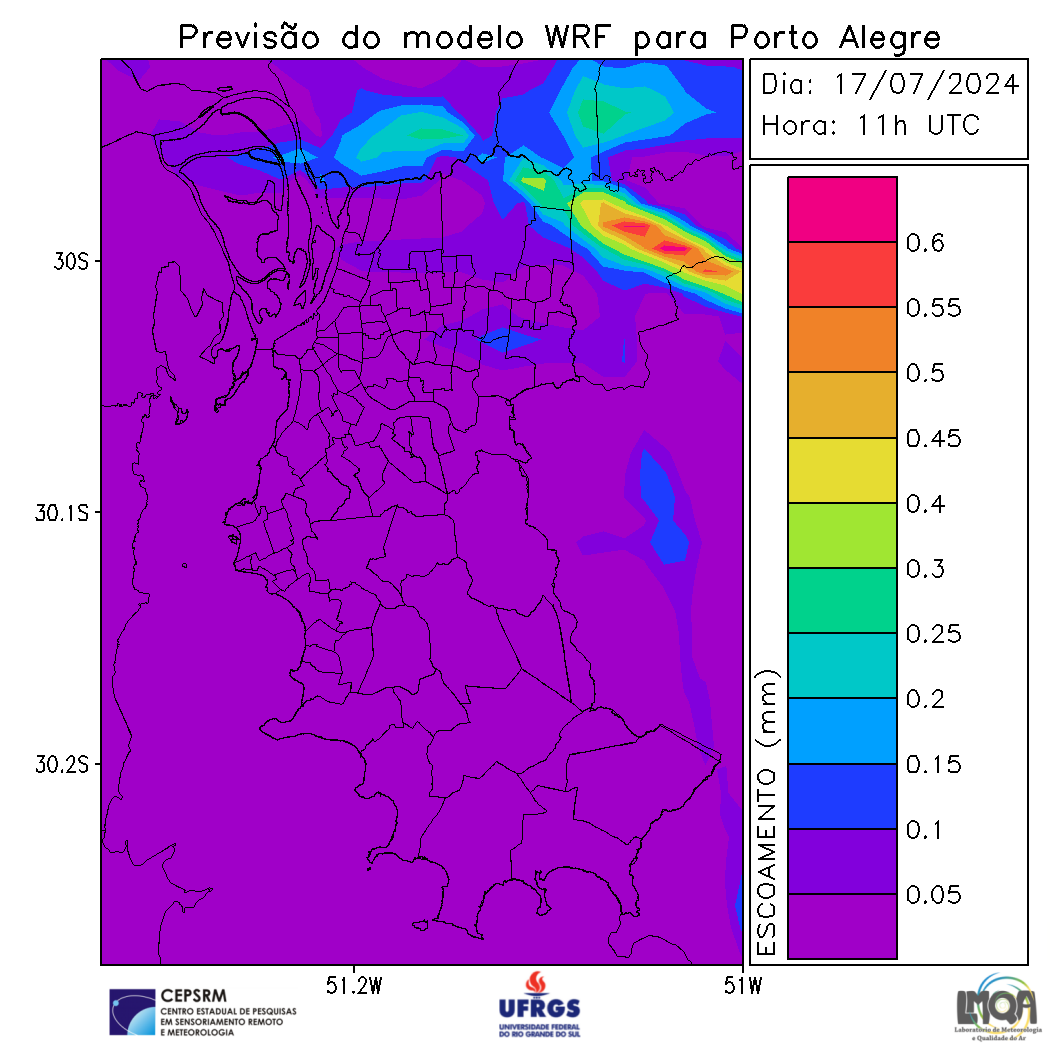 Previsão do modelo WRF para Porto Alegre
Dia: 17/07/2024
Hora: 11h UTC
30S
30.1S
30.2S
51.2W
51W
ESCOAMENTO (mm)
0.6
0.55
0.5
0.45
0.4
0.3
0.25
0.2
0.15
0.1
0.05
CEPSRM
CENTRO ESTADUAL DE PESQUISAS
EM SENSORIAMENTO REMOTO
E METEOROLOGIA
UFRGS
UNIVERSIDADE FEDERAL
DO RIO GRANDE DO SUL
LMQA
Laboratório de Meteorologia
e Qualidade do Ar